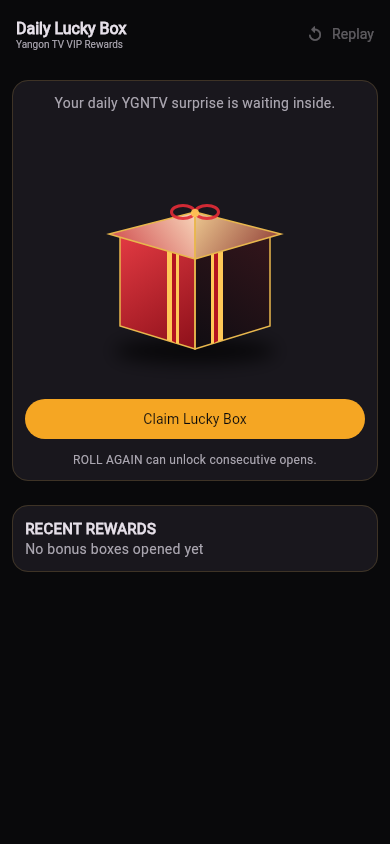 Daily Lucky Box
Yangon TV VIP Rewards
Replay
Your daily YGNTV surprise is waiting inside.
Claim Lucky Box
ROLL AGAIN can unlock consecutive opens.
RECENT REWARDS
No bonus boxes opened yet